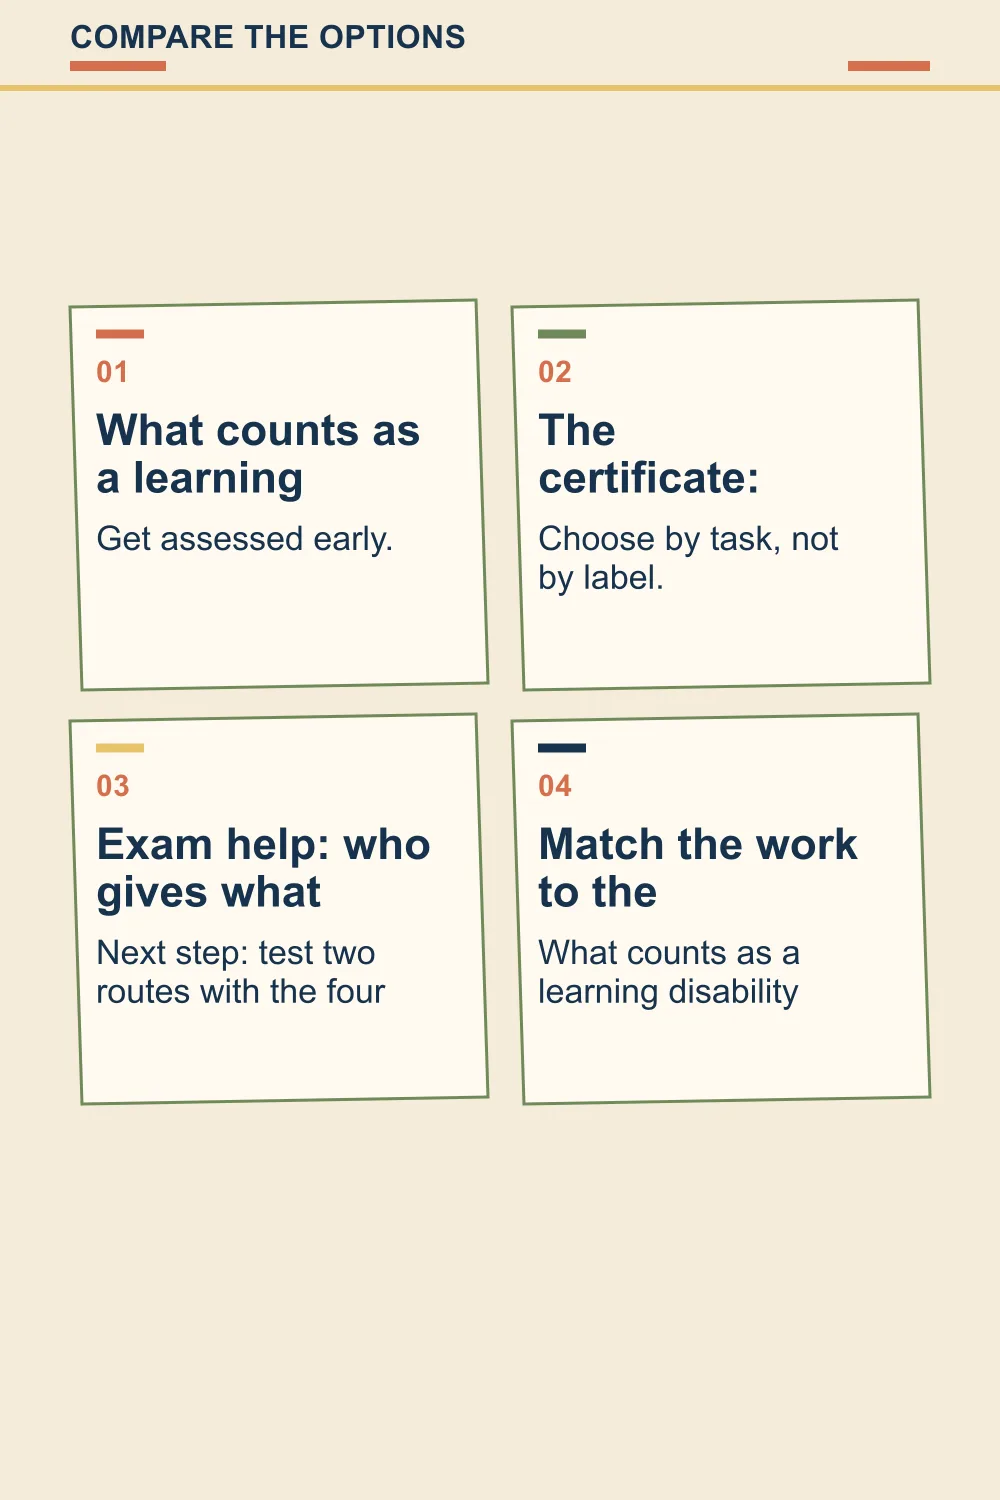 COMPARE THE OPTIONS
01
What counts as
a learning
Get assessed early.
02
The
certificate:
Choose by task, not
by label.
03
Exam help: who
gives what
Next step: test two
routes with the four
04
Match the work
to the
What counts as a
learning disability